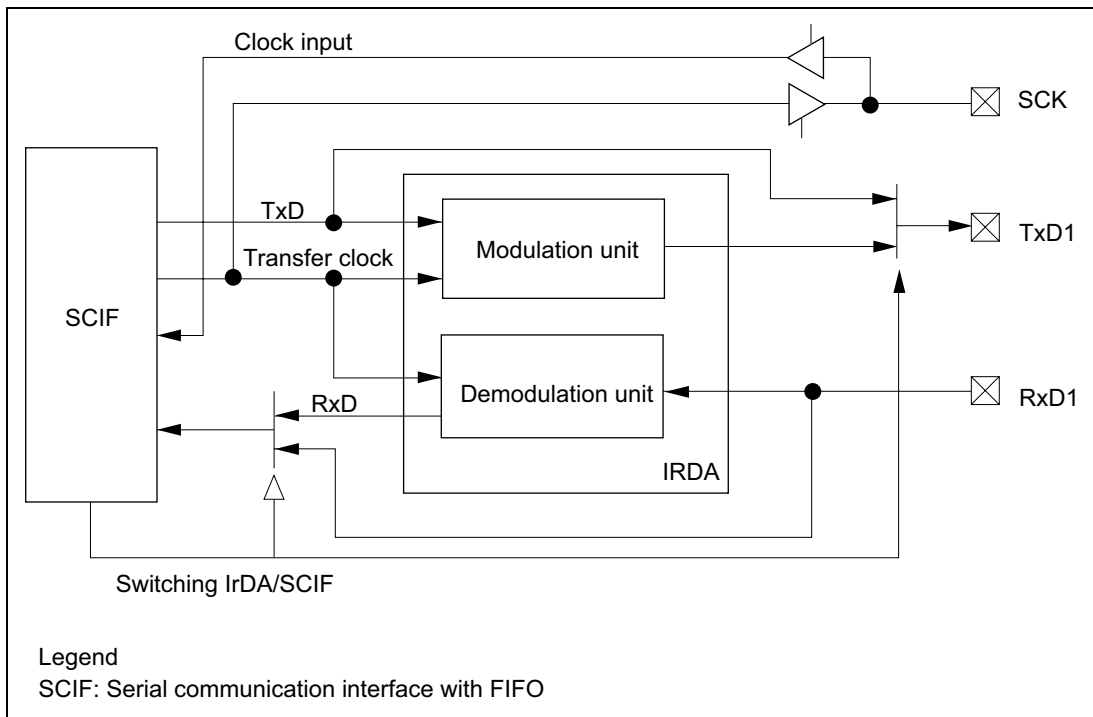 Clock input
SCK
TxD
TxD1
Modulation unit
Transfer clock
SCIF
Demodulation unit
RxD
RxD1
IRDA
Switching IrDA/SCIF
Legend
SCIF: Serial communication interface with FIFO